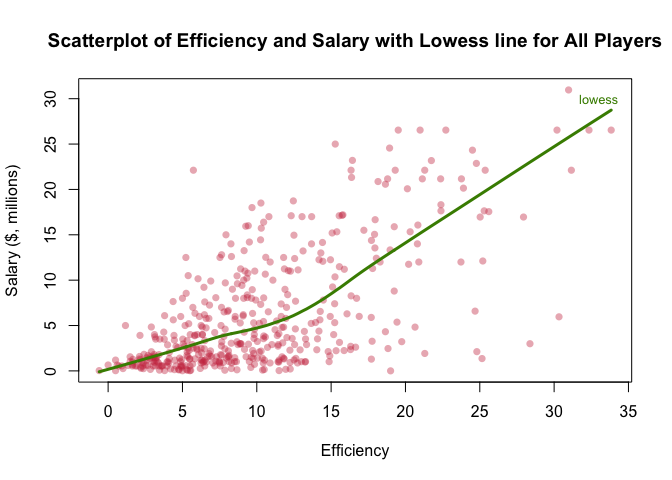 Scatterplot of Efficiency and Salary with Lowess line for All Players
lowess
Salary ($, millions)
30
25
20
15
10
5
0
0 5 10 15 20 25 30 35
Efficiency